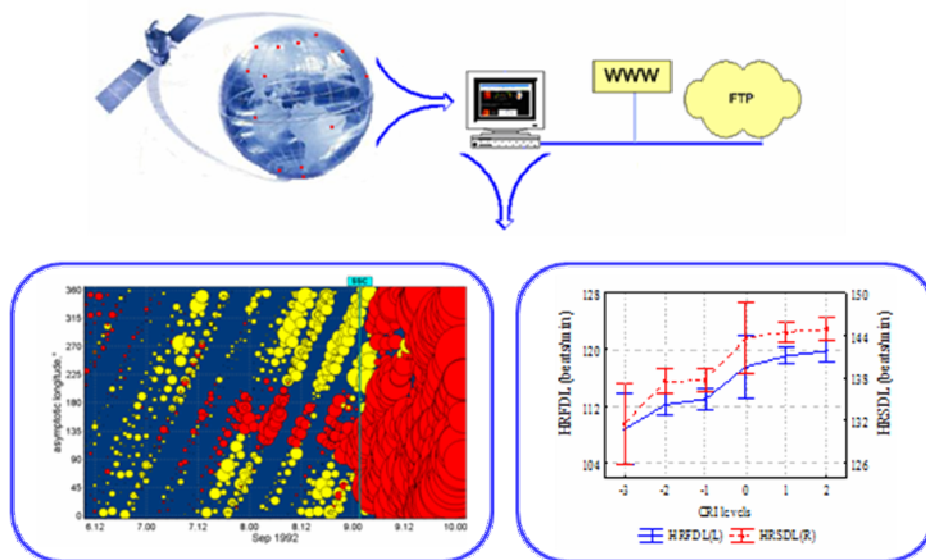 WWW
FTP
SSC
asymptotic longitude,°
360
315
270
225
180
135
90
45
0
6.12 7.00 7.12 8.00 8.12 9.00 9.12 10.00
Sep 1992
HRFDL (beats/min)
128
120
112
104
HRSDL (beats/min)
150
144
138
132
126
-3 -2 -1 0 1 2
CRI levels
HRFDL(L) HRSDL(R)